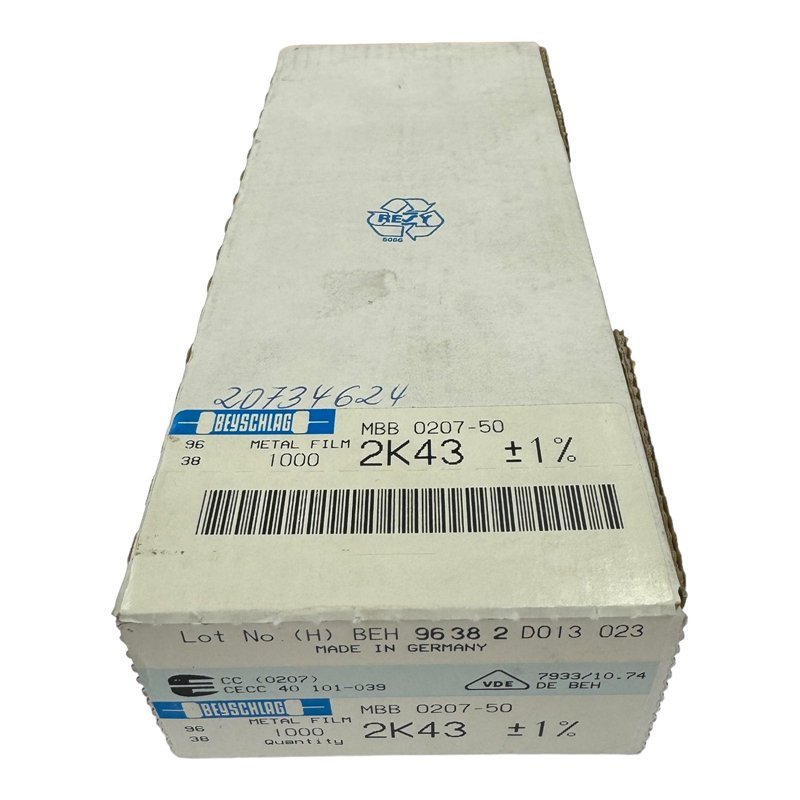 RESY
5056
20734624
BEYSCHLAG MBB 0207-50
96 METAL FILM 2K43 ±1%
38 1000
Lot No. (H) BEH 96 38 2 D013 023
MADE IN GERMANY
CC (0207) VDE 7933/10.74
CECC 40 101-039 DE BEH
BEYSCHLAG MBB 0207-50
96 METAL FILM 2K43 ±1%
38 1000
Quantity